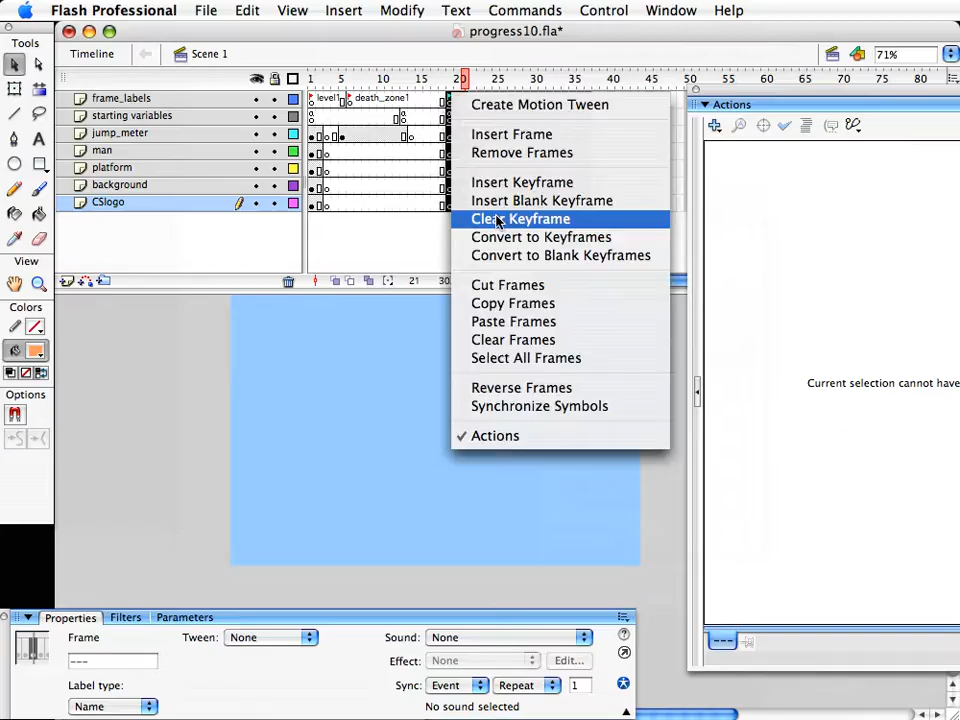 Flash Professional File Edit View Insert Modify Text Commands Control Window Help
progress10.fla*
Tools
Timeline
Scene 1
71%
1 5 10 15 20 25 30 35 40 45 50 55 60 65 70 75 80 85 90
frame_labels
level1
death_zone1
starting variables
jump_meter
man
platform
background
CSlogo
21
Create Motion Tween
Insert Frame
Remove Frames
Insert Keyframe
Insert Blank Keyframe
Clear Keyframe
Convert to Keyframes
Convert to Blank Keyframes
Cut Frames
Copy Frames
Paste Frames
Clear Frames
Select All Frames
Reverse Frames
Synchronize Symbols
✓ Actions
Actions
Current selection cannot have
View
Colors
Options
Properties Filters Parameters
Frame
Tween: None
Sound: None
---
Effect: None Edit...
Label type:
Sync: Event Repeat 1
Name
No sound selected
---